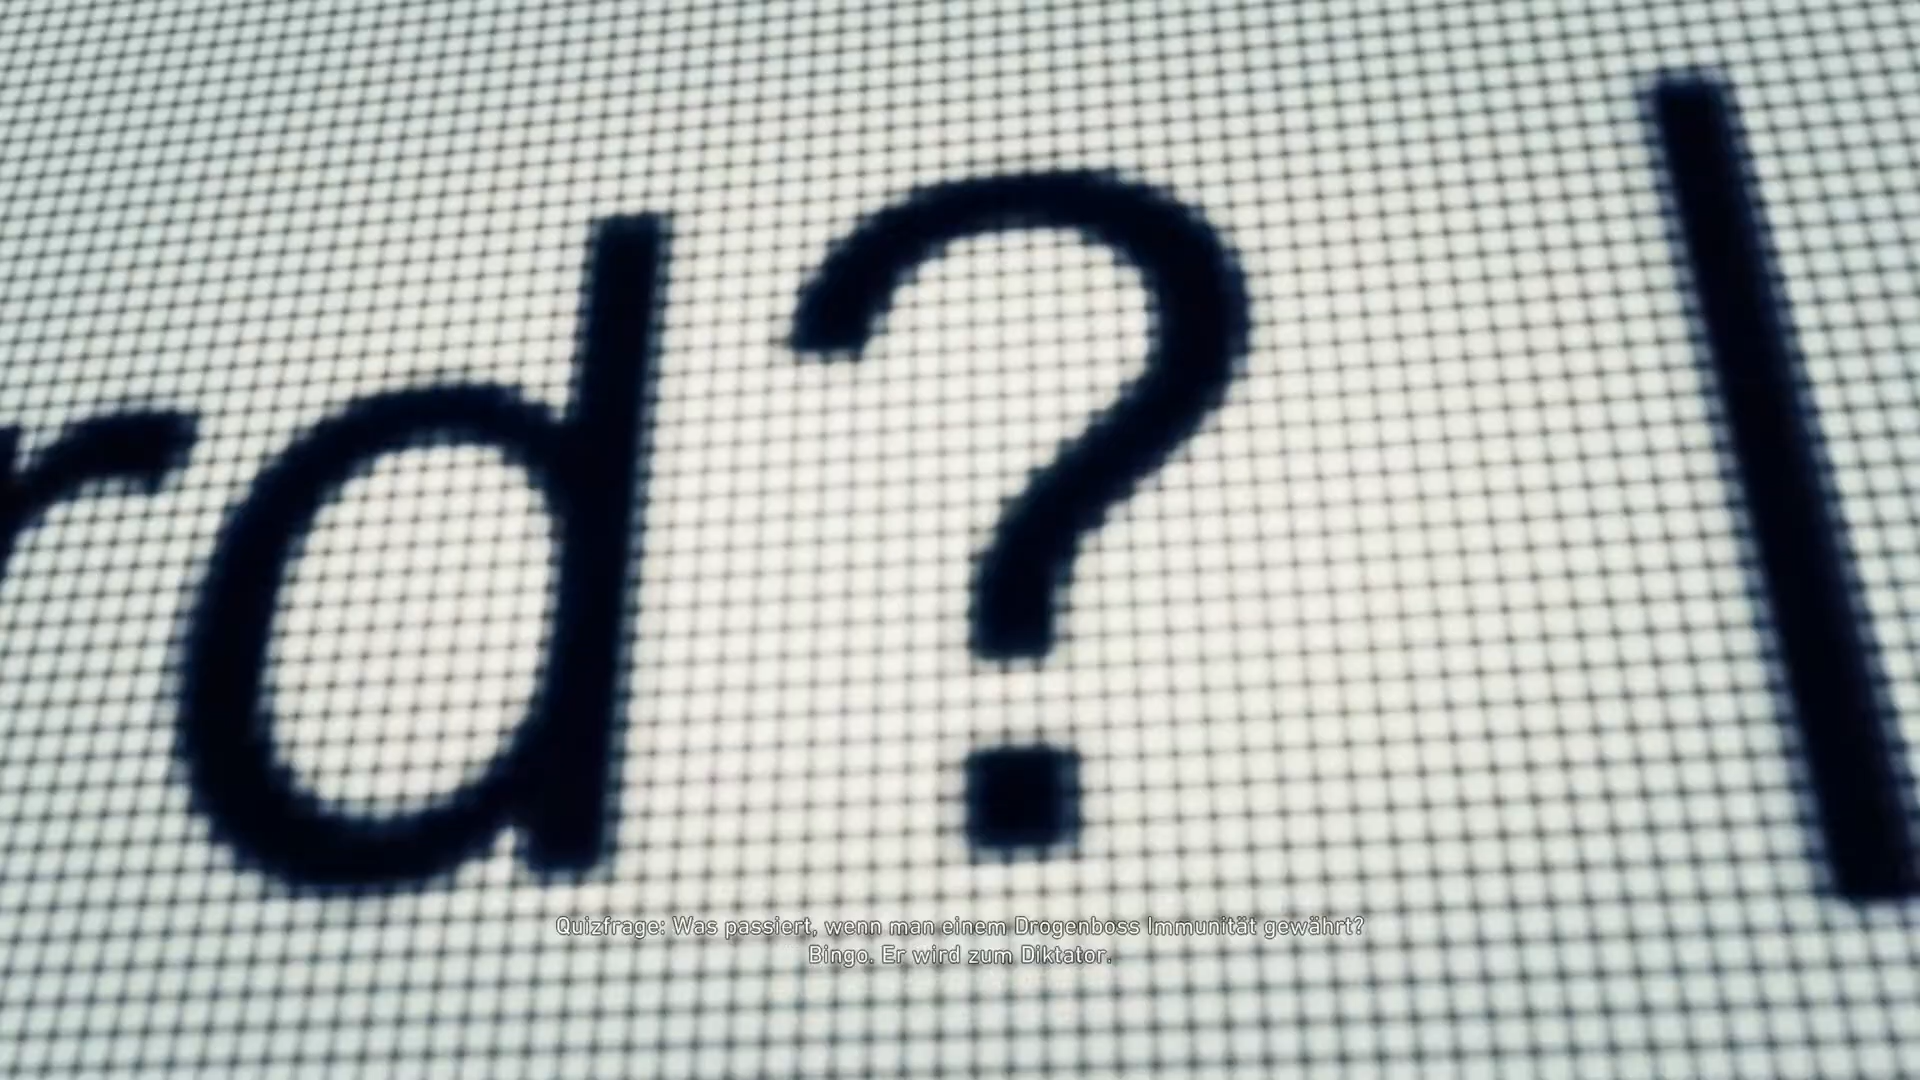 rd? |
Quizfrage: Was passiert, wenn man einem Drogenboss Immunität gewährt?
Bingo. Er wird zum Diktator.